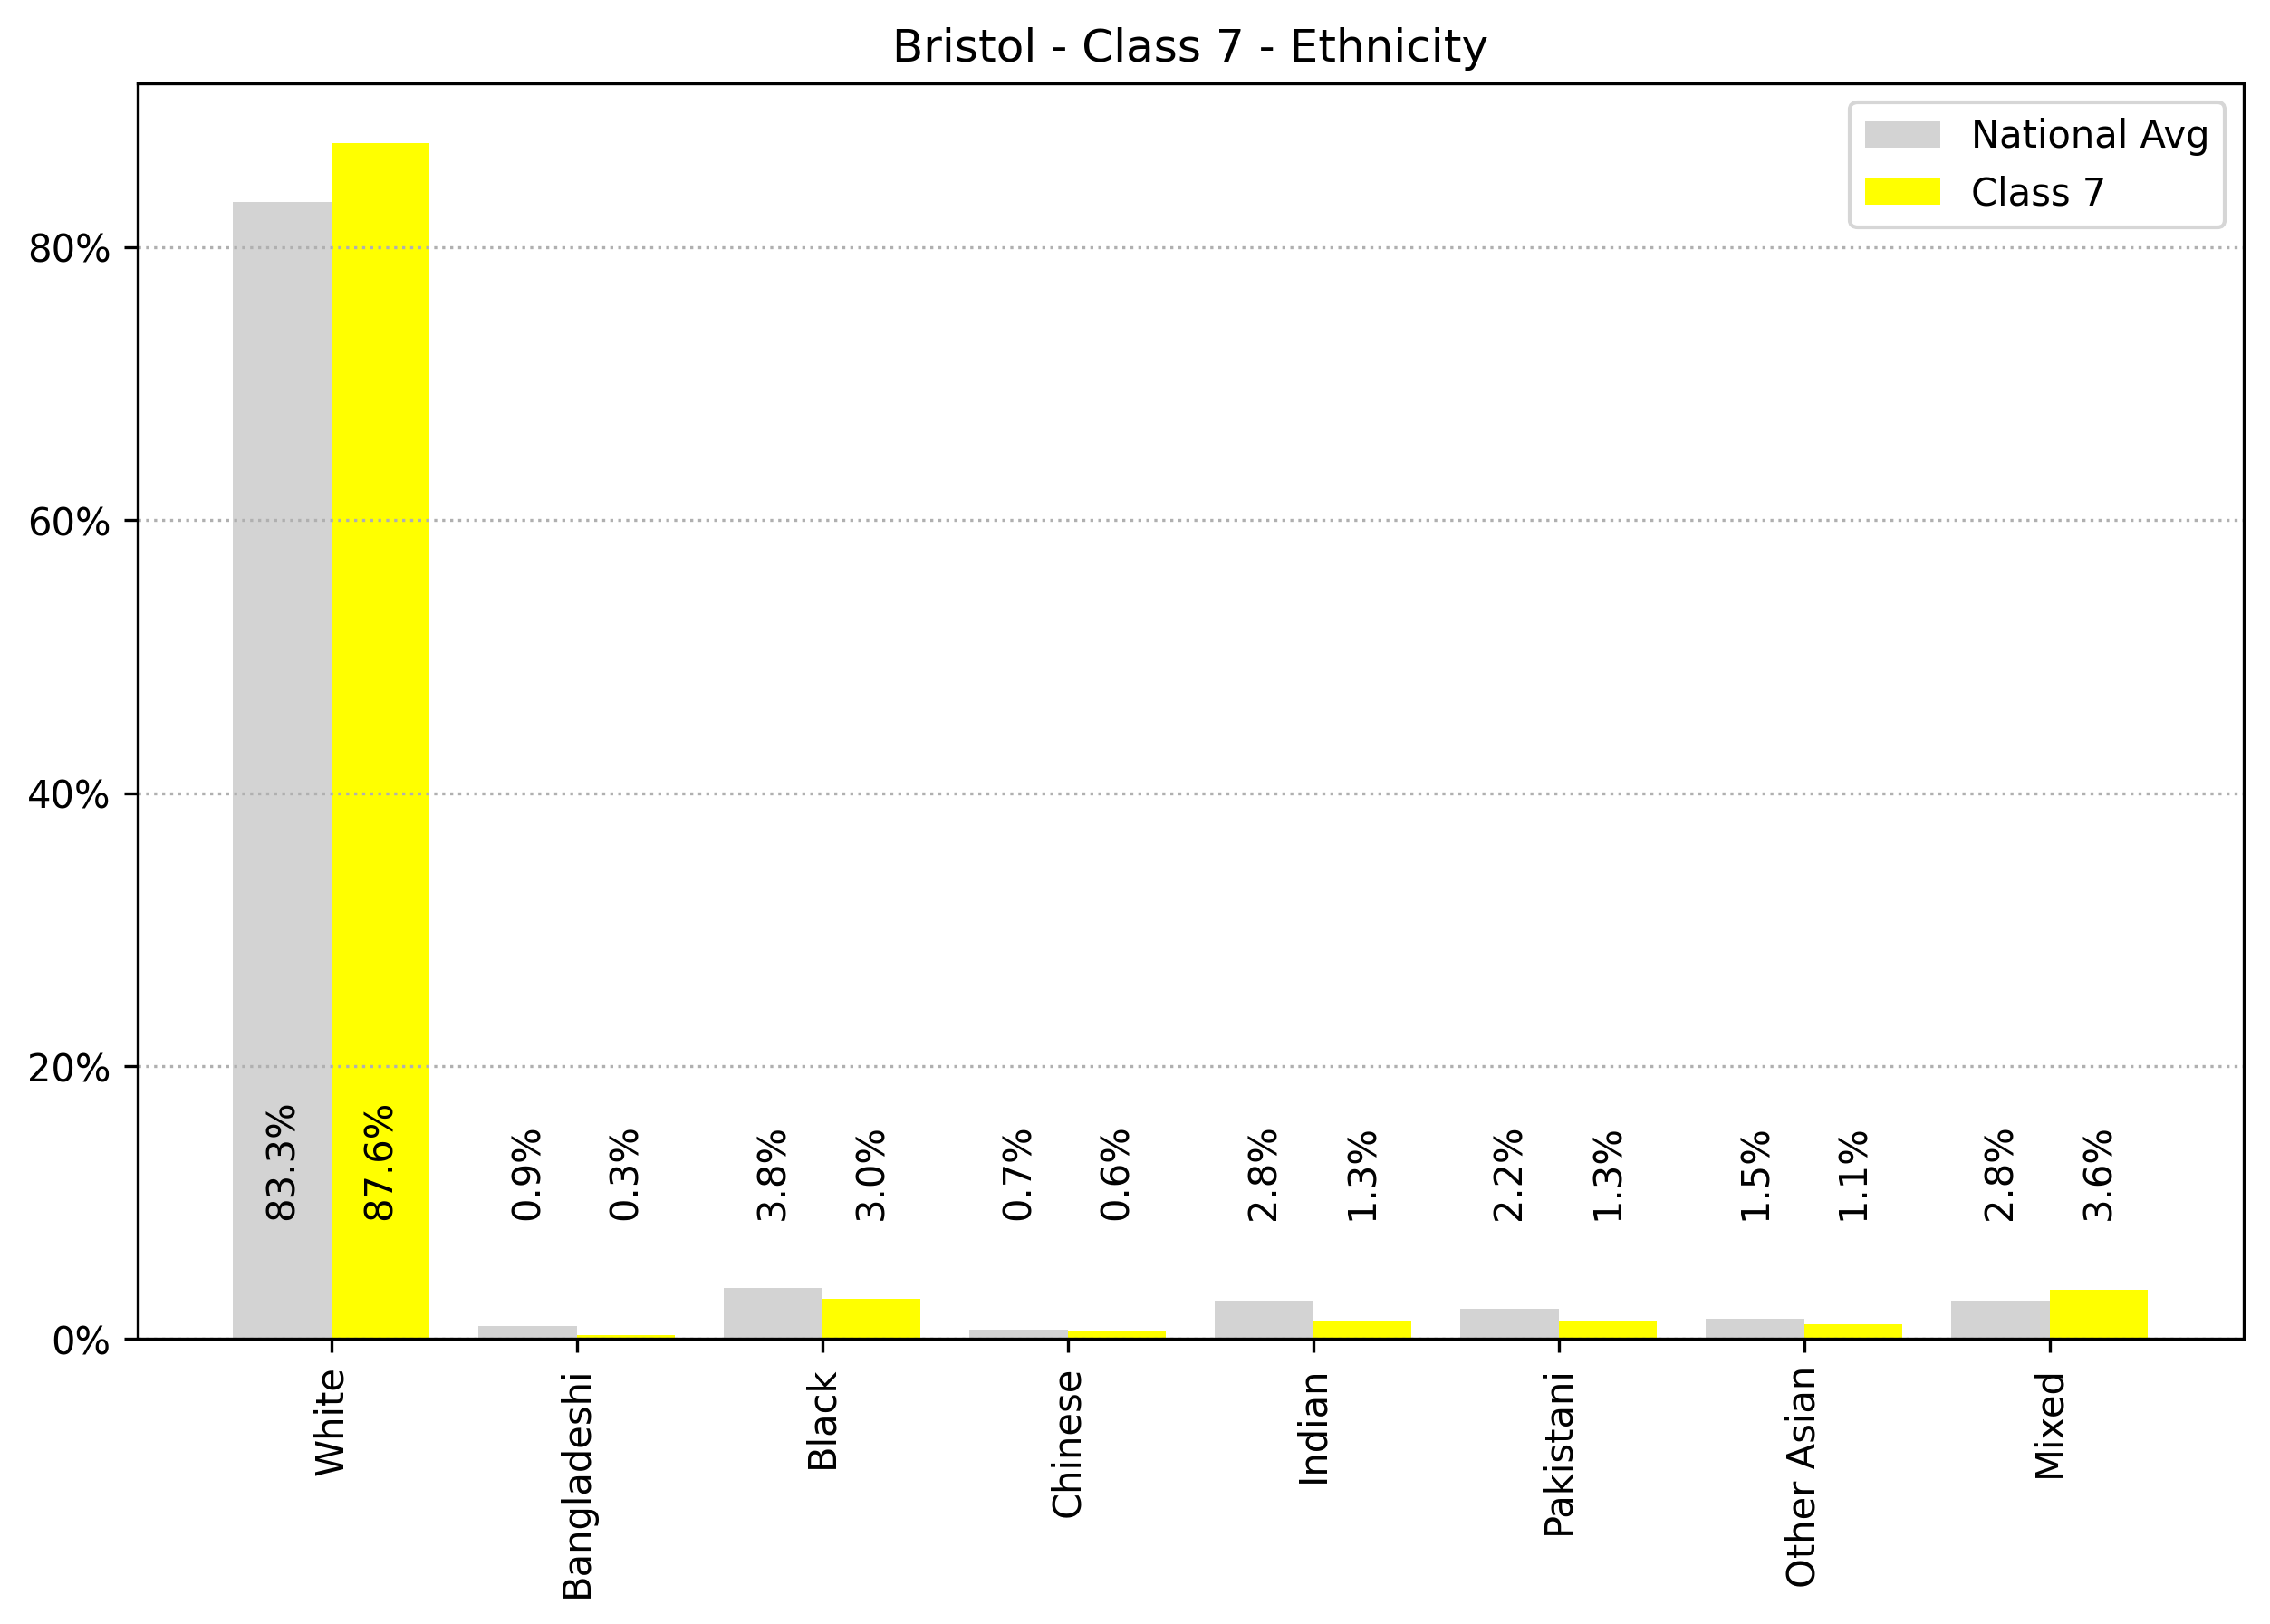 Bristol - Class 7 - Ethnicity
National Avg
Class 7
80%
60%
40%
20%
0%
83.3%
87.6%
0.9%
0.3%
3.8%
3.0%
0.7%
0.6%
2.8%
1.3%
2.2%
1.3%
1.5%
1.1%
2.8%
3.6%
White
Bangladeshi
Black
Chinese
Indian
Pakistani
Other Asian
Mixed